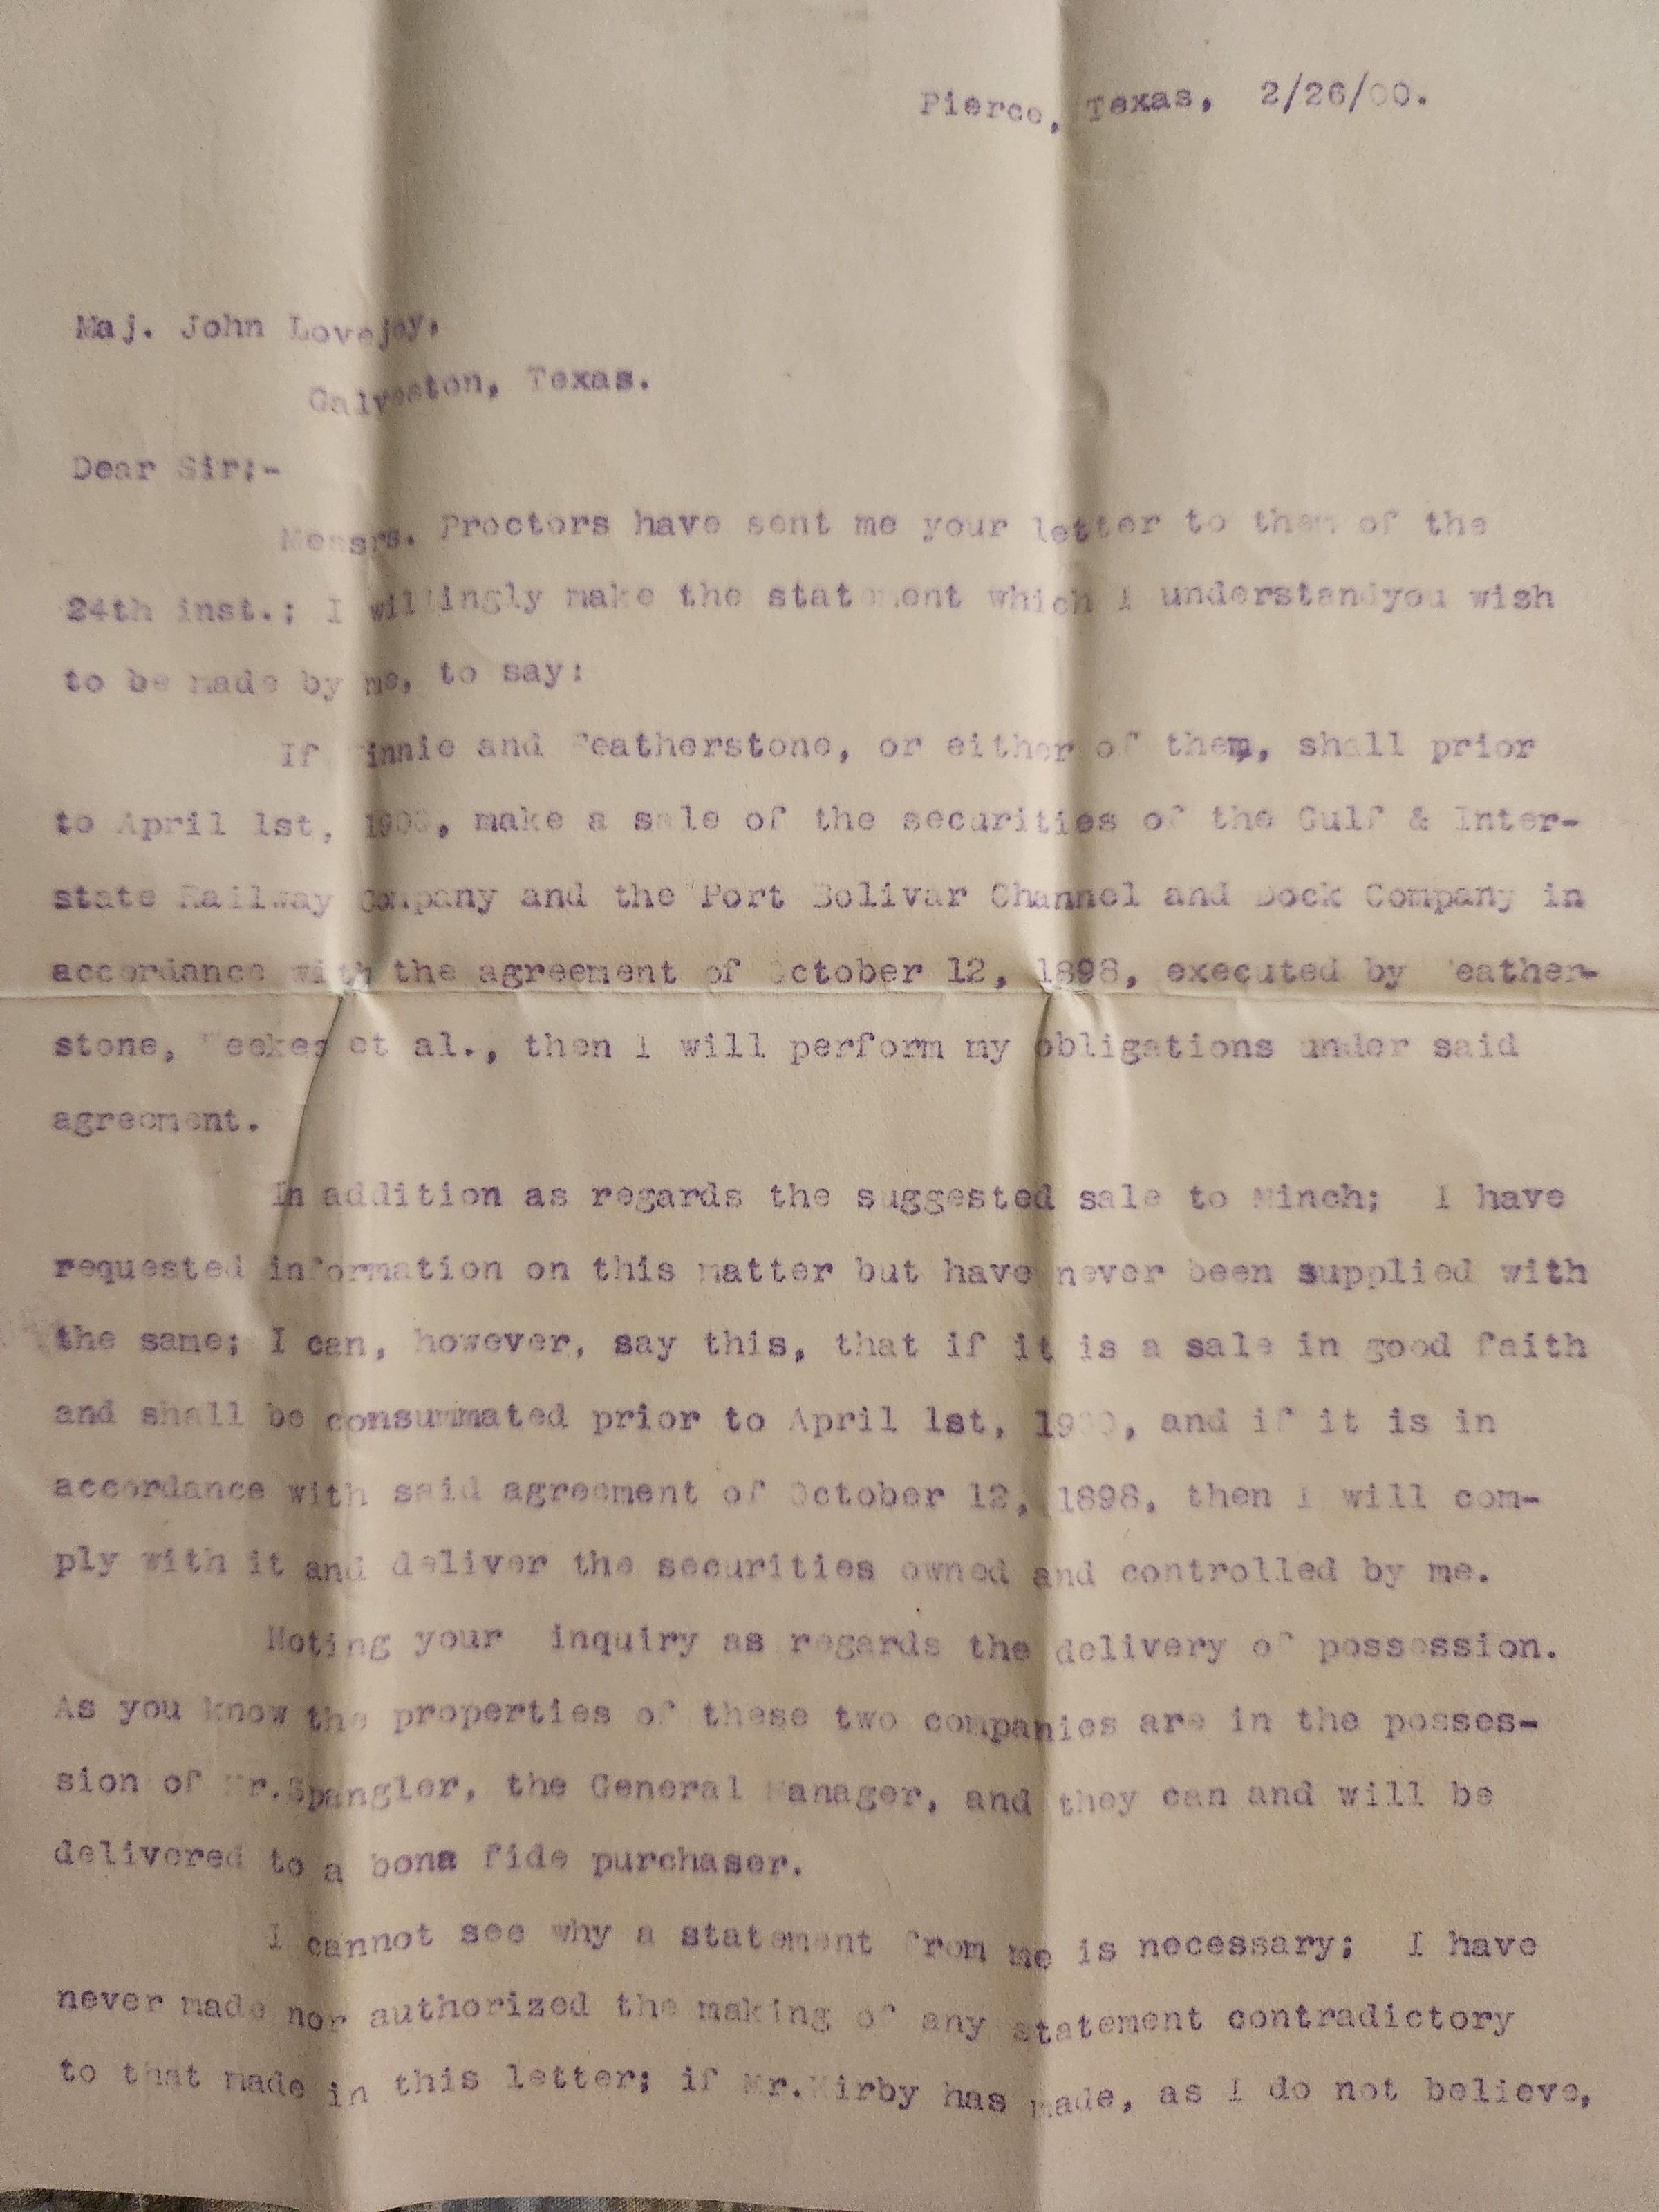 Pierce, Texas, 2/26/00.
Maj. John Lovejoy,
Galveston, Texas.
Dear Sir:-
Messrs. Proctors have sent me your letter to them of the
24th inst.; I willingly make the statement which I understandyou wish
to be made by me, to say:
If and Featherstone, or either of them, shall prior
to April 1st, 1900, make a sale of the securities of the Gulf & Inter-
state Railway Company and the Port Bolivar Channel and Dock Company in
accordance with the agreement of October 12, 1898, executed by Feather-
stone, Weekes et al., then I will perform my obligations under said
agreement.
In addition as regards the suggested sale to Minch; I have
requested information on this matter but have never been supplied with
the same; I can, however, say this, that if it is a sale in good faith
and shall be consummated prior to April 1st, 1900, and if it is in
accordance with said agreement of October 12, 1898, then I will com-
ply with it and deliver the securities owned and controlled by me.
Noting your inquiry as regards the delivery of possession.
As you know the properties of these two companies are in the posses-
sion of Mr.Spangler, the General Manager, and they can and will be
delivered to a bona fide purchaser.
I cannot see why a statement from me is necessary; I have
never made nor authorized the making of any statement contradictory
to that made in this letter; if Mr.Kirby has made, as I do not believe,